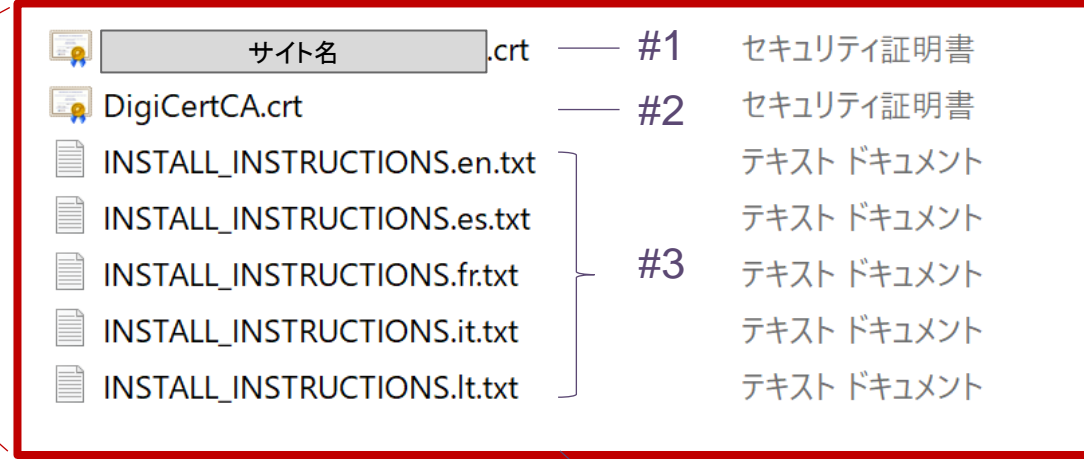 サイト名 .crt #1 セキュリティ証明書
DigiCertCA.crt #2 セキュリティ証明書
INSTALL_INSTRUCTIONS.en.txt テキスト ドキュメント
INSTALL_INSTRUCTIONS.es.txt テキスト ドキュメント
INSTALL_INSTRUCTIONS.fr.txt #3 テキスト ドキュメント
INSTALL_INSTRUCTIONS.it.txt テキスト ドキュメント
INSTALL_INSTRUCTIONS.lt.txt テキスト ドキュメント